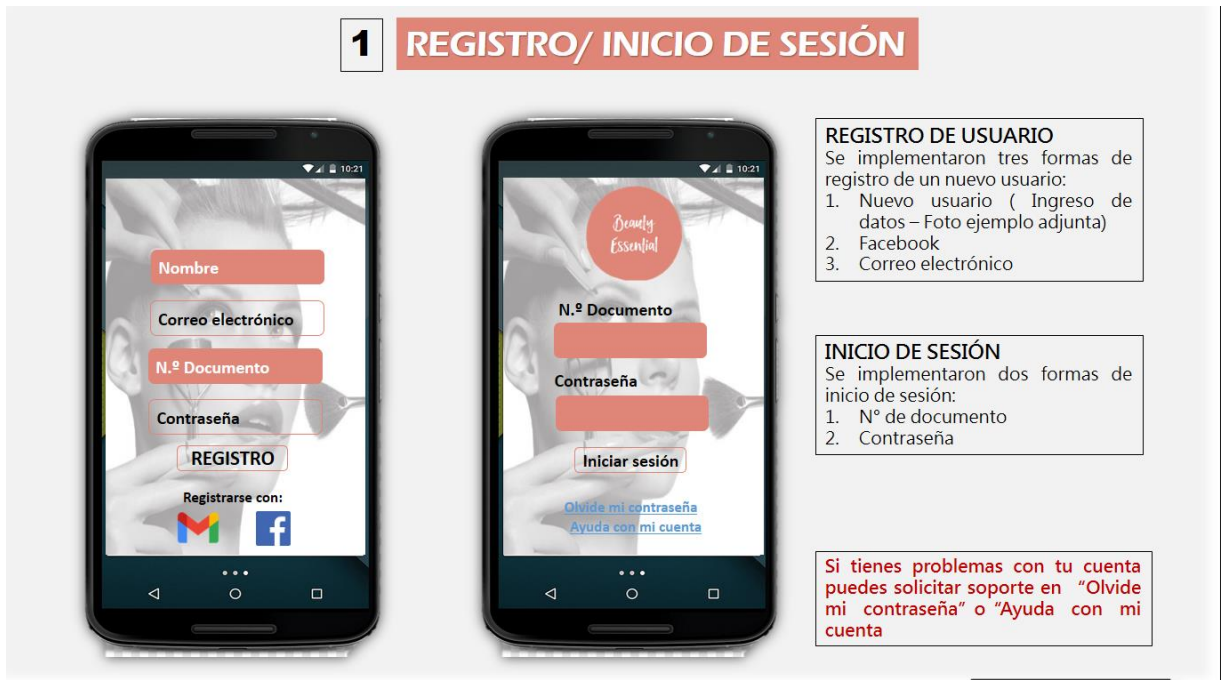 1 REGISTRO/ INICIO DE SESIÓN
10:21
Nombre
Correo electrónico
N.º Documento
Contraseña
REGISTRO
Registrarse con:
10:21
Beauty
Essential
N.º Documento
Contraseña
Iniciar sesión
Olvide mi contraseña
Ayuda con mi cuenta
REGISTRO DE USUARIO
Se implementaron tres formas de
registro de un nuevo usuario:
1. Nuevo usuario ( Ingreso de
datos – Foto ejemplo adjunta)
2. Facebook
3. Correo electrónico
INICIO DE SESIÓN
Se implementaron dos formas de
inicio de sesión:
1. N° de documento
2. Contraseña
Si tienes problemas con tu cuenta
puedes solicitar soporte en "Olvide
mi contraseña" o "Ayuda con mi
cuenta